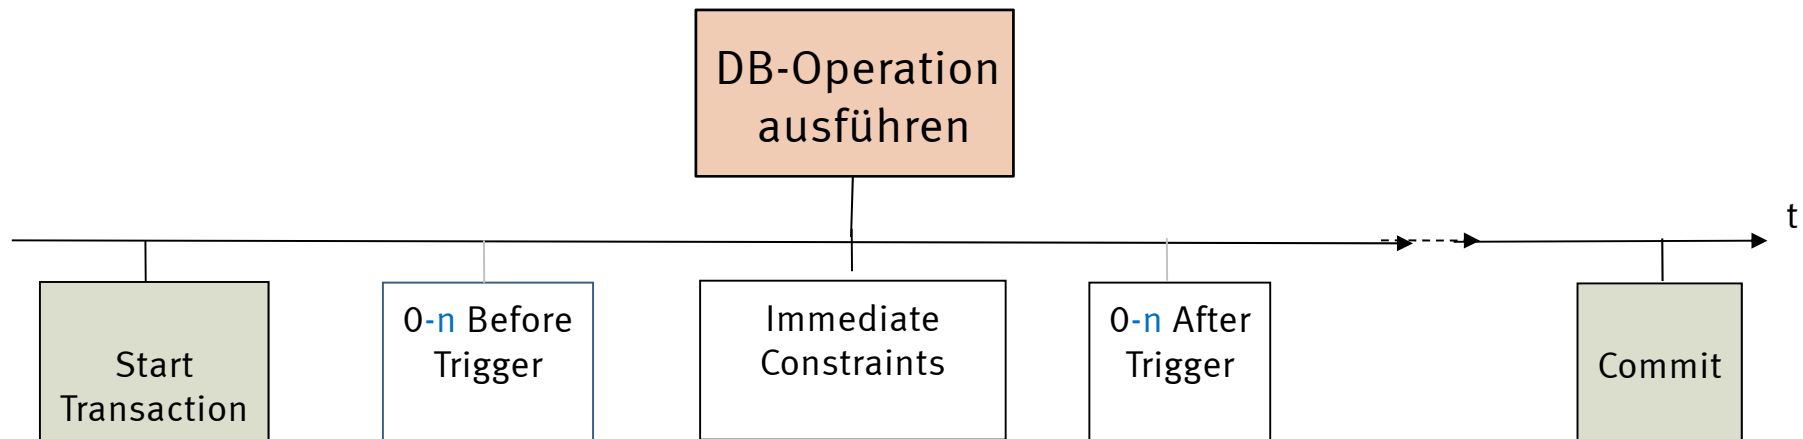 DB-Operation
ausführen
t
Start
Transaction
0-n Before
Trigger
Immediate
Constraints
0-n After
Trigger
Commit